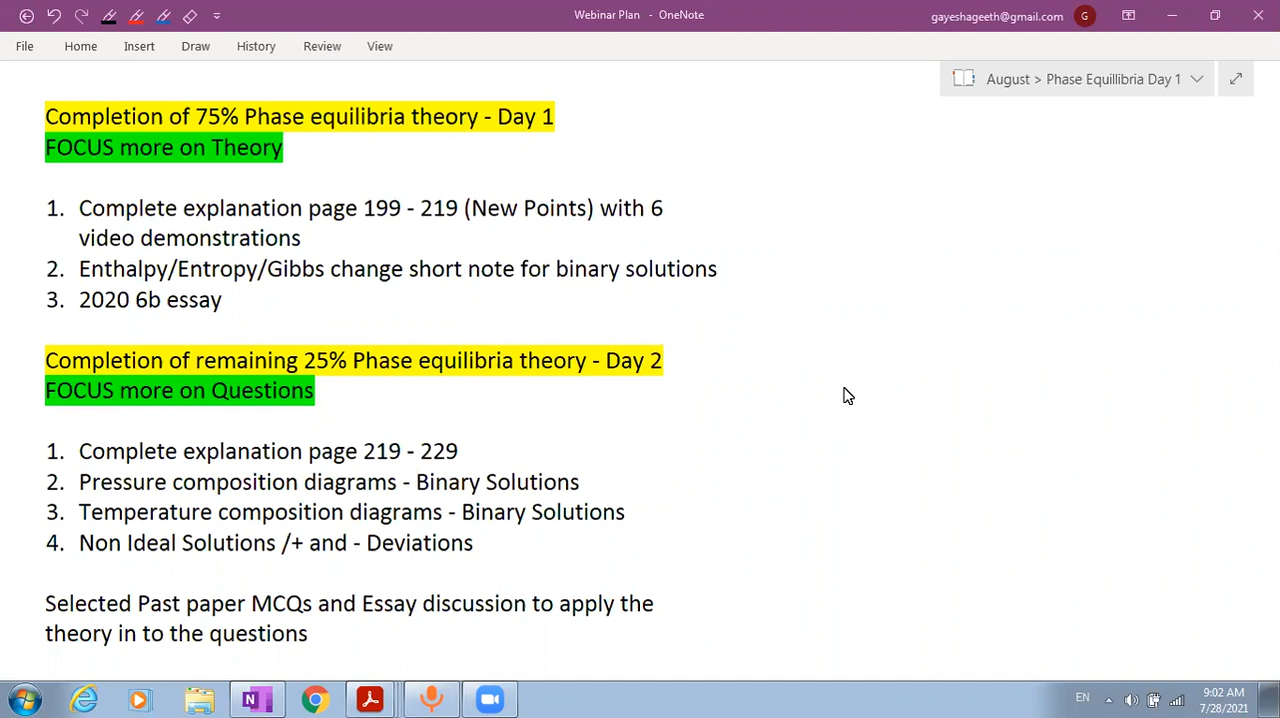 Webinar Plan - OneNote
gayeshageeth@gmail.com G
File Home Insert Draw History Review View
August > Phase Equillibria Day 1
Completion of 75% Phase equilibria theory - Day 1
FOCUS more on Theory
1. Complete explanation page 199 - 219 (New Points) with 6
video demonstrations
2. Enthalpy/Entropy/Gibbs change short note for binary solutions
3. 2020 6b essay
Completion of remaining 25% Phase equilibria theory - Day 2
FOCUS more on Questions
1. Complete explanation page 219 - 229
2. Pressure composition diagrams - Binary Solutions
3. Temperature composition diagrams - Binary Solutions
4. Non Ideal Solutions /+ and - Deviations
Selected Past paper MCQs and Essay discussion to apply the
theory in to the questions
EN
9:02 AM
7/28/2021